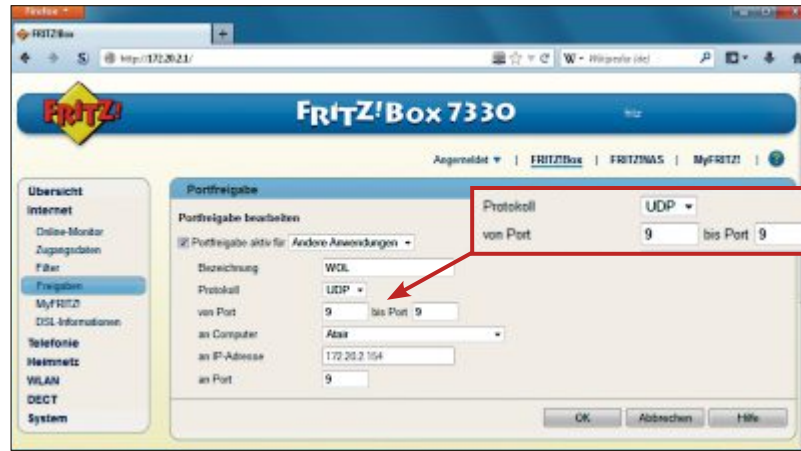 Firefox
FRITZ!Box
http://172.20.2.1/
W - Wikipedia (de)
FRITZ!
FRITZ!Box 7330
fritz
Angemeldet | FRITZ!Box | FRITZ!NAS | MyFRITZ! |
Übersicht
Internet
Online-Monitor
Zugangsdaten
Filter
Freigaben
MyFRITZ!
DSL-Informationen
Telefonie
Heimnetz
WLAN
DECT
System
Portfreigabe
Portfreigabe bearbeiten
Portfreigabe aktiv für Andere Anwendungen
Bezeichnung WOL
Protokoll UDP
von Port 9 bis Port 9
an Computer Atair
an IP-Adresse 172.20.2.154
an Port 9
OK Abbrechen Hilfe
Protokoll UDP
von Port 9 bis Port 9